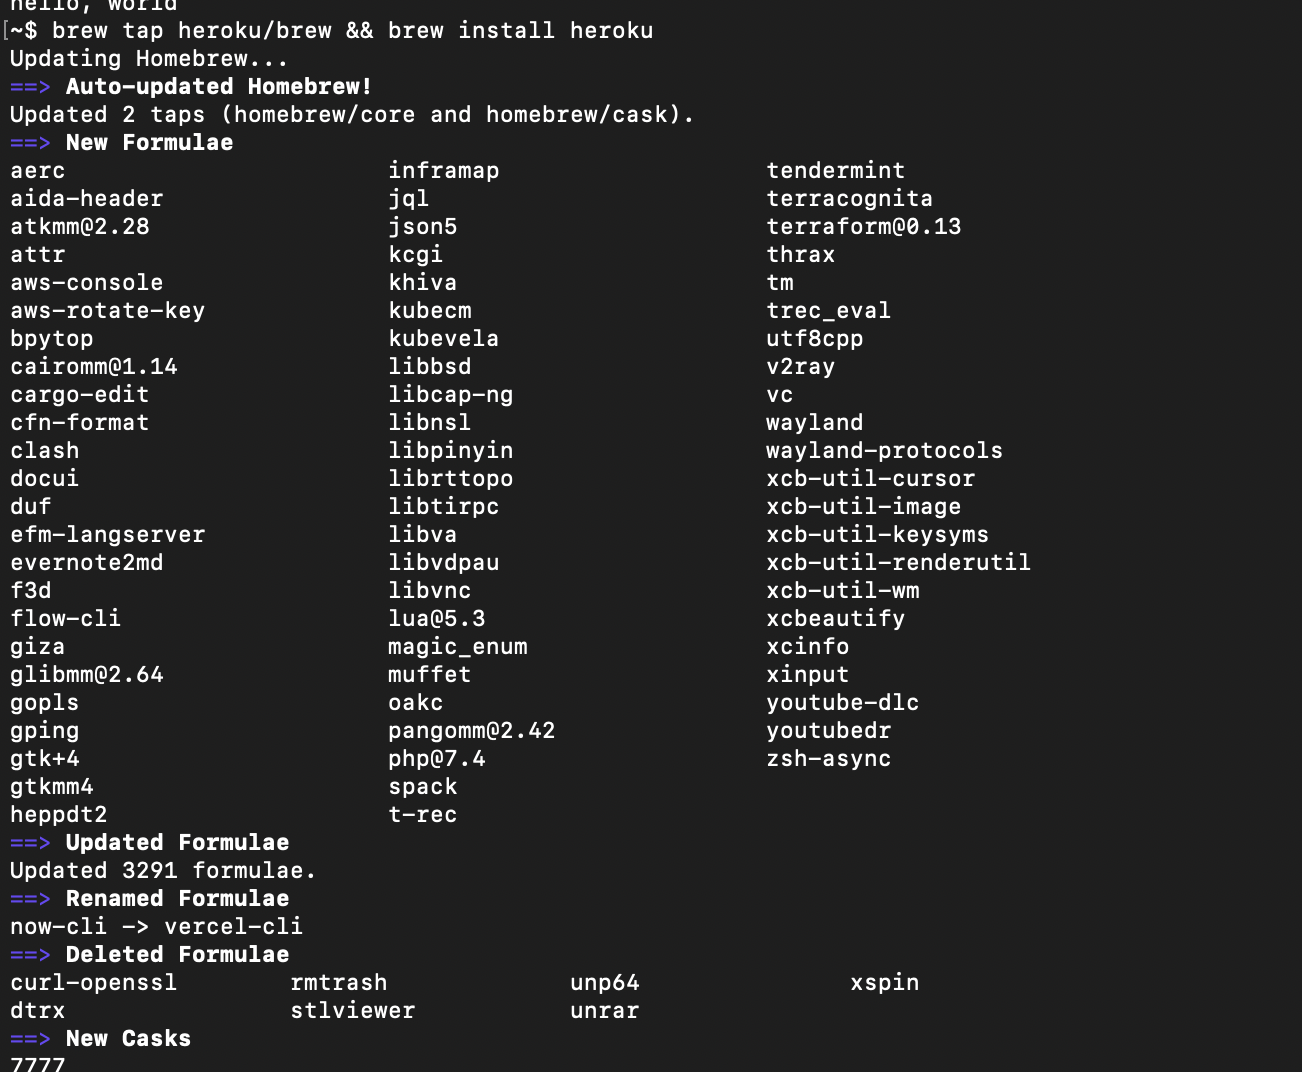 hello, world
[~$ brew tap heroku/brew && brew install heroku
Updating Homebrew...
==> Auto-updated Homebrew!
Updated 2 taps (homebrew/core and homebrew/cask).
==> New Formulae
aerc inframap tendermint
aida-header jql terracognita
atkmm@2.28 json5 terraform@0.13
attr kcgi thrax
aws-console khiva tm
aws-rotate-key kubecm trec_eval
bpytop kubevela utf8cpp
cairomm@1.14 libbsd v2ray
cargo-edit libcap-ng vc
cfn-format libnsl wayland
clash libpinyin wayland-protocols
docui librttopo xcb-util-cursor
duf libtirpc xcb-util-image
efm-langserver libva xcb-util-keysyms
evernote2md libvdpau xcb-util-renderutil
f3d libvnc xcb-util-wm
flow-cli lua@5.3 xcbeautify
giza magic_enum xcinfo
glibmm@2.64 muffet xinput
gopls oakc youtube-dlc
gping pangomm@2.42 youtubedr
gtk+4 php@7.4 zsh-async
gtkmm4 spack
heppdt2 t-rec
==> Updated Formulae
Updated 3291 formulae.
==> Renamed Formulae
now-cli -> vercel-cli
==> Deleted Formulae
curl-openssl rmtrash unp64 xspin
dtrx stlviewer unrar
==> New Casks
7777